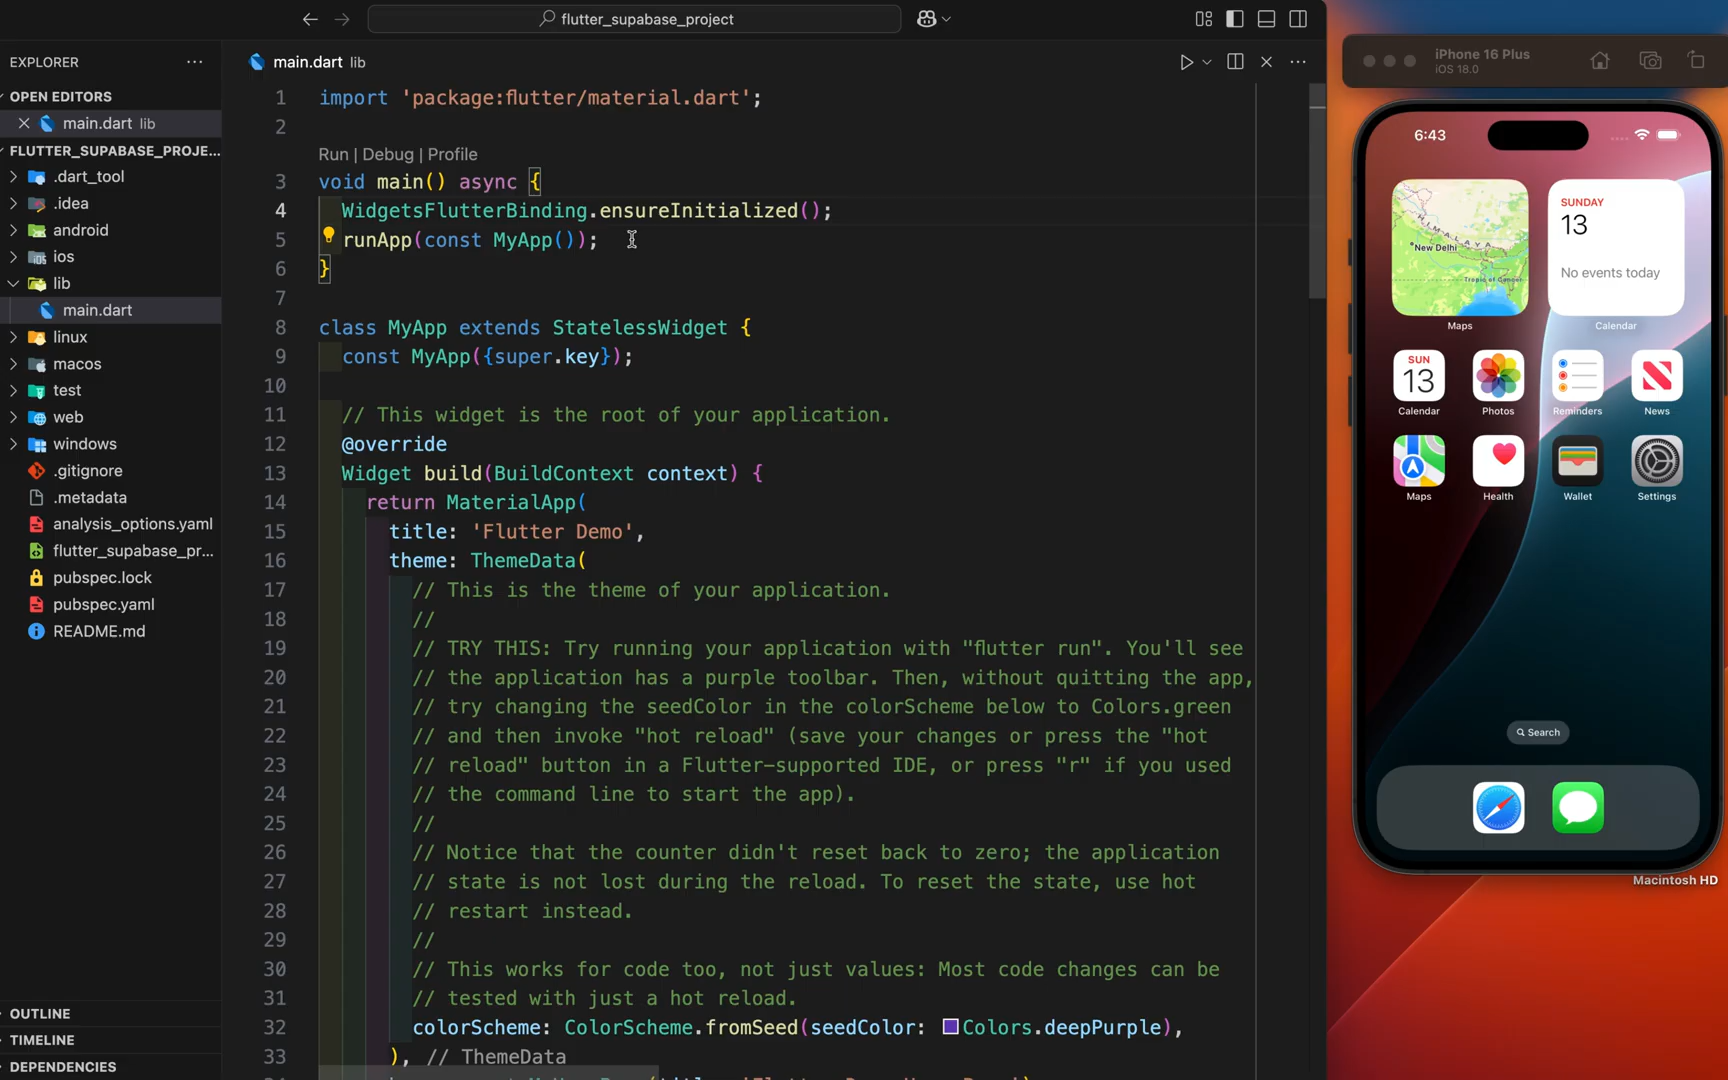 flutter_supabase_project
EXPLORER
OPEN EDITORS
main.dart lib
FLUTTER_SUPABASE_PROJE...
.dart_tool
.idea
android
ios
lib
main.dart
linux
macos
test
web
windows
.gitignore
.metadata
analysis_options.yaml
flutter_supabase_pr...
pubspec.lock
pubspec.yaml
README.md
OUTLINE
TIMELINE
DEPENDENCIES
main.dart lib
1 import 'package:flutter/material.dart';
2
Run | Debug | Profile
3 void main() async {
4 WidgetsFlutterBinding.ensureInitialized();
5 runApp(const MyApp());
6 }
7
8 class MyApp extends StatelessWidget {
9 const MyApp({super.key});
10
11 // This widget is the root of your application.
12 @override
13 Widget build(BuildContext context) {
14 return MaterialApp(
15 title: 'Flutter Demo',
16 theme: ThemeData(
17 // This is the theme of your application.
18 //
19 // TRY THIS: Try running your application with "flutter run". You'll see
20 // the application has a purple toolbar. Then, without quitting the app,
21 // try changing the seedColor in the colorScheme below to Colors.green
22 // and then invoke "hot reload" (save your changes or press the "hot
23 // reload" button in a Flutter-supported IDE, or press "r" if you used
24 // the command line to start the app).
25 //
26 // Notice that the counter didn't reset back to zero; the application
27 // state is not lost during the reload. To reset the state, use hot
28 // restart instead.
29 //
30 // This works for code too, not just values: Most code changes can be
31 // tested with just a hot reload.
32 colorScheme: ColorScheme.fromSeed(seedColor: Colors.deepPurple),
33 ), // ThemeData
iPhone 16 Plus
iOS 18.0
6:43
HIMALAYA
New Delhi
Tropic of Cancer
Maps
SUNDAY
13
No events today
Calendar
SUN
13
Calendar
Photos
Reminders
News
Maps
Health
Wallet
Settings
Search
Macintosh HD